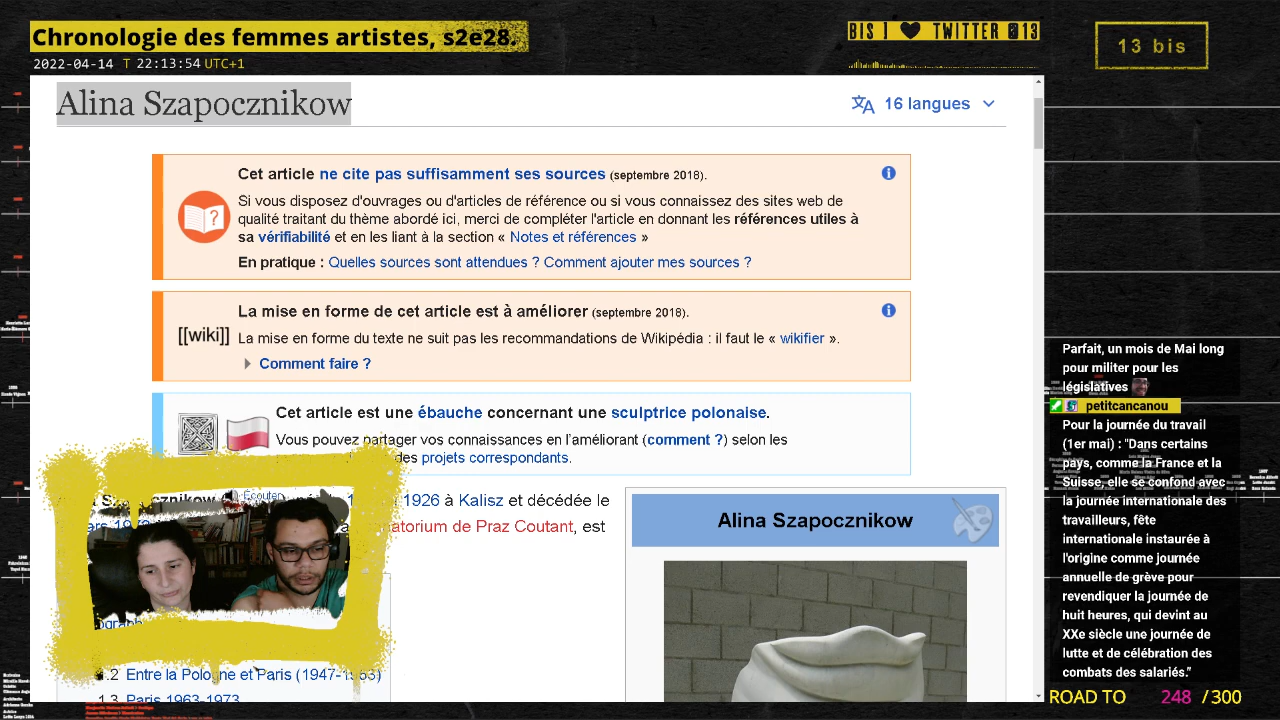 Chronologie des femmes artistes, s2e28.
2022-04-14 T 22:13:54 UTC+1
BIS ] TWITTER @13
13 bis
Alina Szapocznikow
16 langues
Cet article ne cite pas suffisamment ses sources (septembre 2018).
Si vous disposez d'ouvrages ou d'articles de référence ou si vous connaissez des sites web de
qualité traitant du thème abordé ici, merci de compléter l'article en donnant les références utiles à
sa vérifiabilité et en les liant à la section « Notes et références »
En pratique : Quelles sources sont attendues ? Comment ajouter mes sources ?
La mise en forme de cet article est à améliorer (septembre 2018).
[[wiki]]
La mise en forme du texte ne suit pas les recommandations de Wikipédia : il faut le « wikifier ».
Comment faire ?
Cet article est une ébauche concernant une sculptrice polonaise.
Vous pouvez partager vos connaissances en l'améliorant (comment ?) selon les
des projets correspondants.
Écouter
1926 à Kalisz et décédée le
Praz Coutant, est
Alina Szapocznikow
1.2 Entre la Pologne et Paris (1947-1963)
1.3 Paris 1963-1973
Parfait, un mois de Mai long
pour militer pour les
législatives
petitcancanou
Pour la journée du travail
(1er mai) : "Dans certains
pays, comme la France et la
Suisse, elle se confond avec
la journée internationale des
travailleurs, fête
internationale instaurée à
l'origine comme journée
annuelle de grève pour
revendiquer la journée de
huit heures, qui devint au
XXe siècle une journée de
lutte et de célébration des
combats des salariés."
ROAD TO 248 / 300